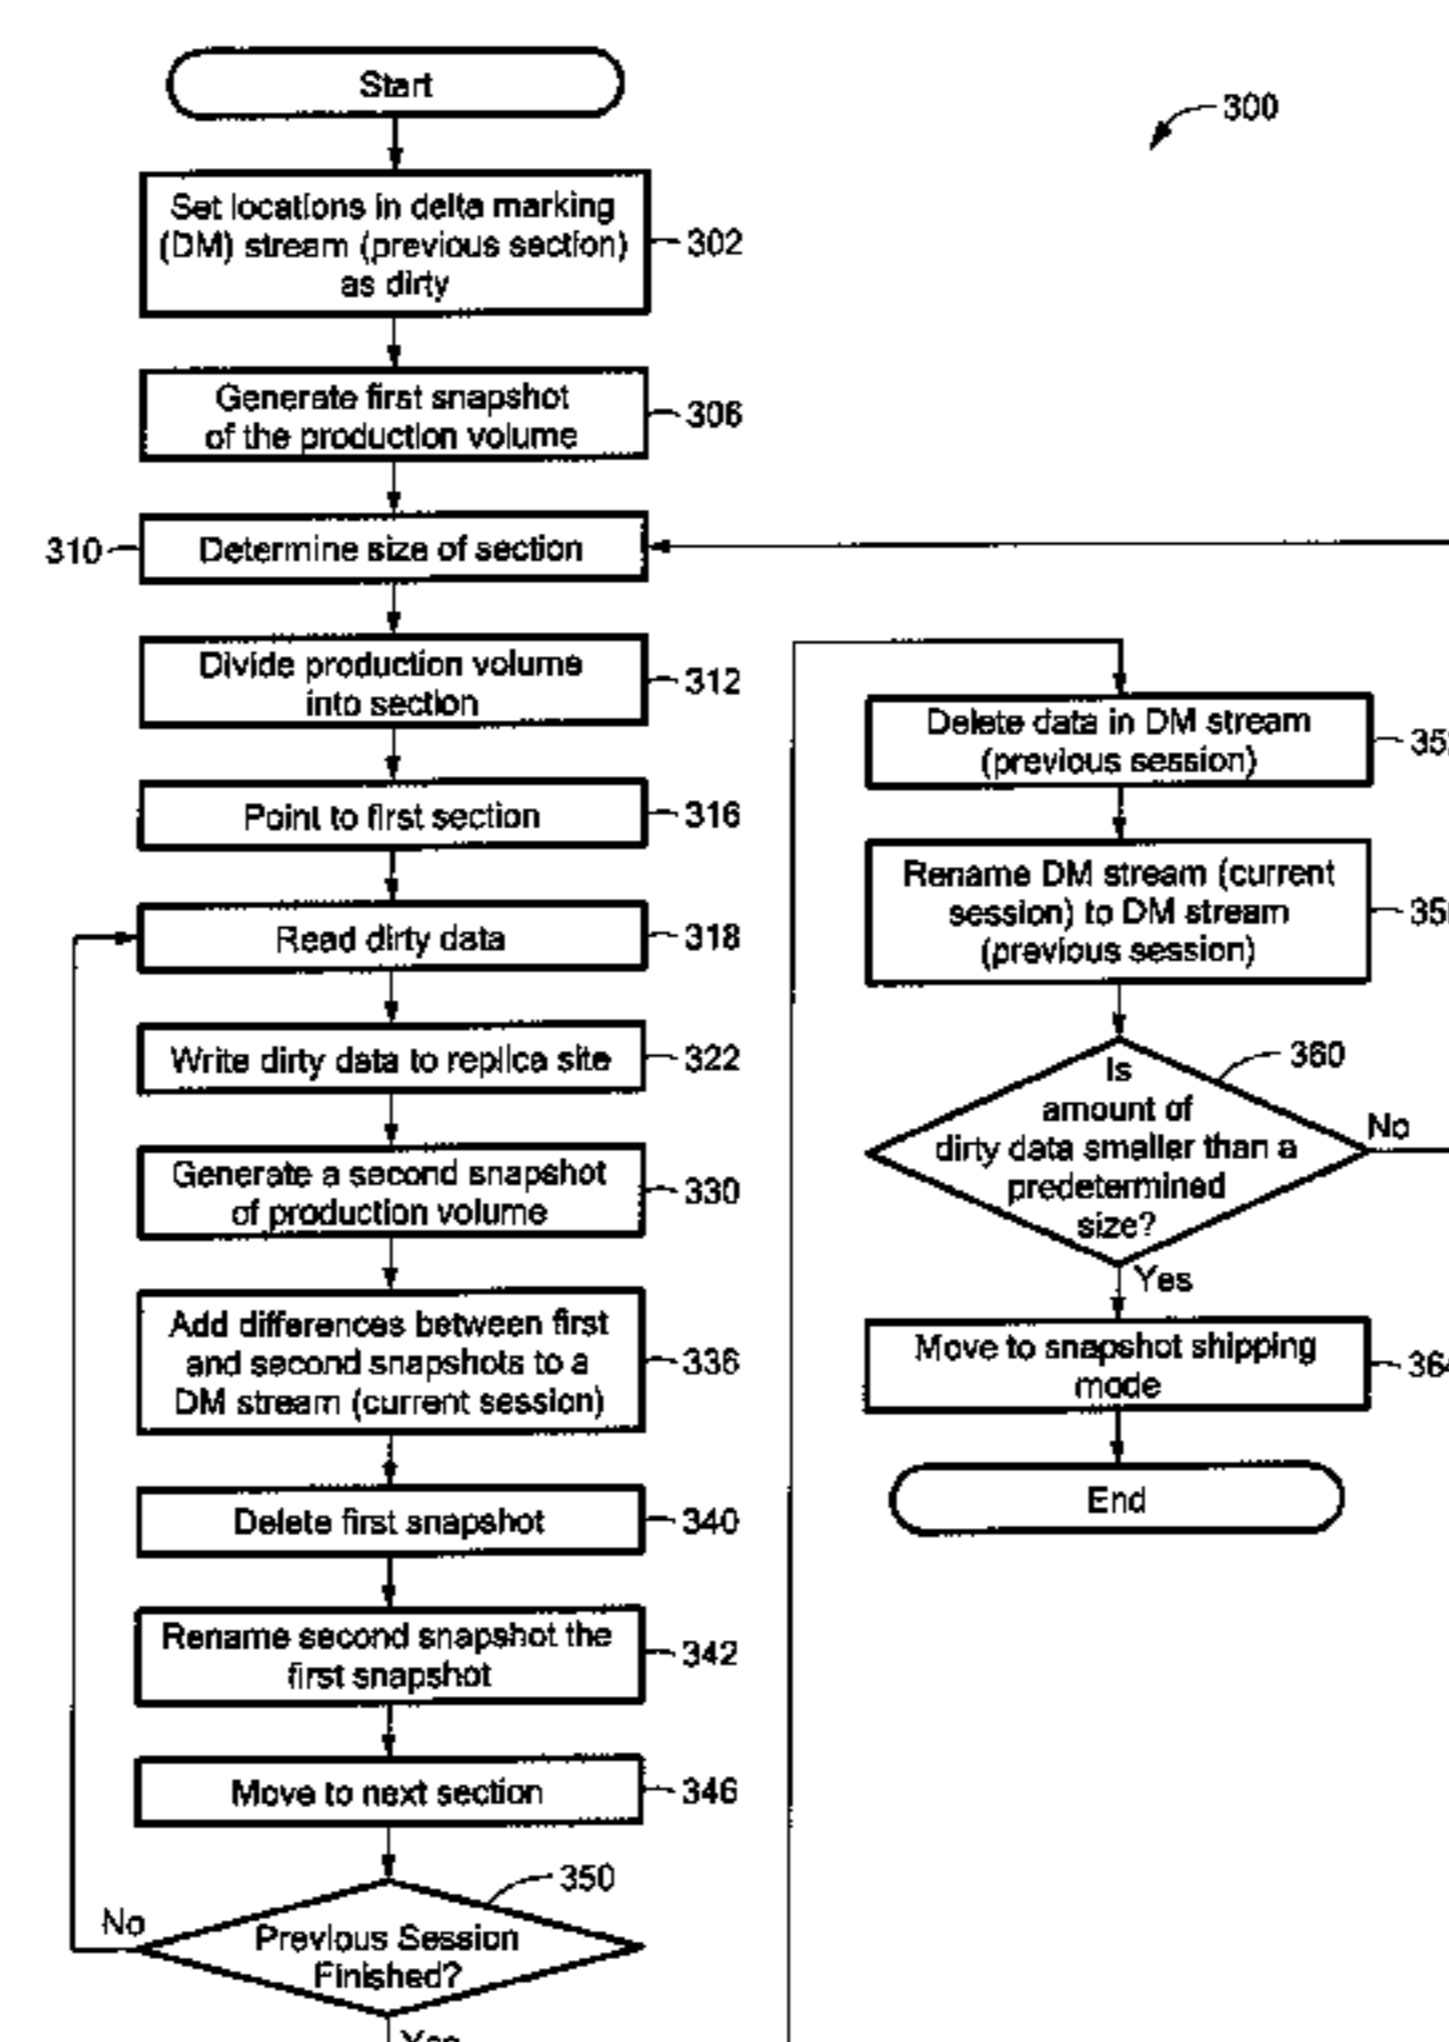 Start
300
Set locations in delta marking
(DM) stream (previous section)
as dirty
302
Generate first snapshot
of the production volume
306
310
Determine size of section
Divide production volume
into section
312
Point to first section
316
Read dirty data
318
Write dirty data to replica site
322
Generate a second snapshot
of production volume
330
Add differences between first
and second snapshots to a
DM stream (current session)
336
Delete first snapshot
340
Rename second snapshot the
first snapshot
342
Move to next section
346
350
No
Previous Session
Finished?
Yes
Delete data in DM stream
(previous session)
Rename DM stream (current
session) to DM stream
(previous session)
360
Is
amount of
dirty data smaller than a
predetermined
size?
No
Yes
Move to snapshot shipping
mode
End